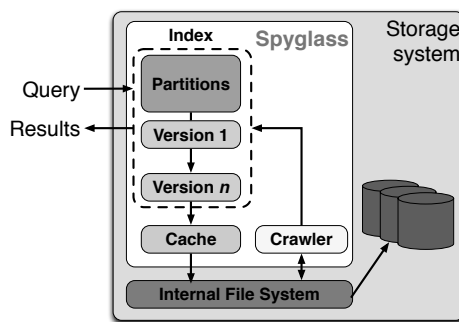 Index
Spyglass
Storage
system
Query
Results
Partitions
Version 1
Version n
Cache
Crawler
Internal File System